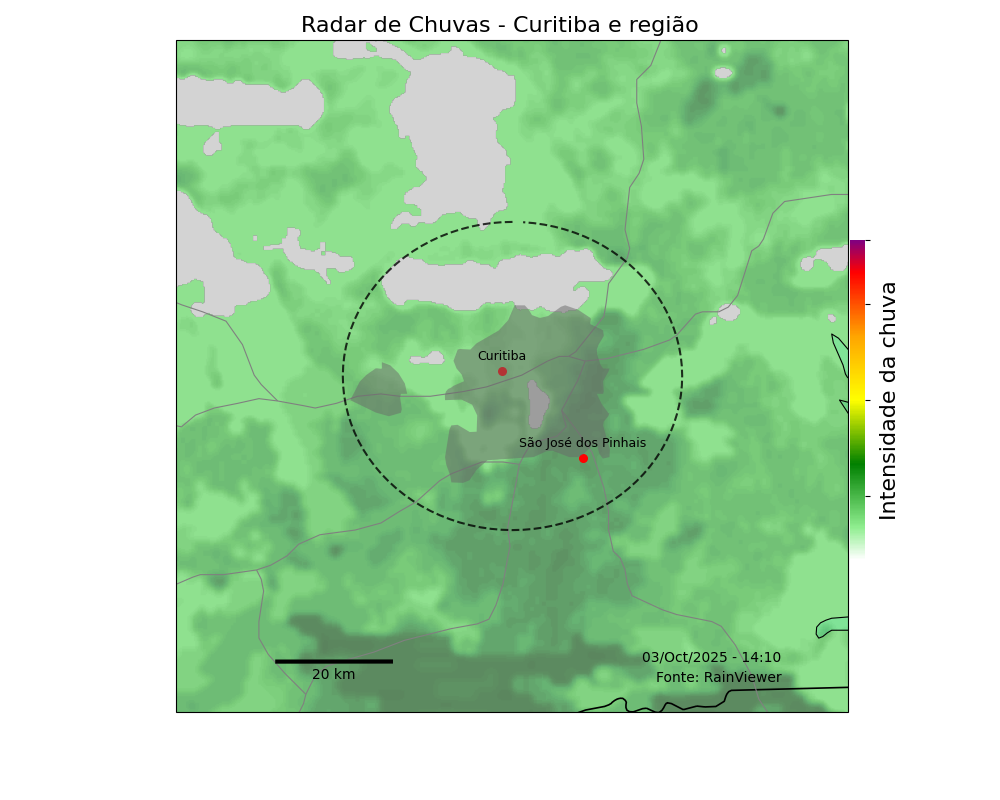 Radar de Chuvas - Curitiba e região
Curitiba
São José dos Pinhais
Intensidade da chuva
03/Oct/2025 - 14:10
20 km
Fonte: RainViewer